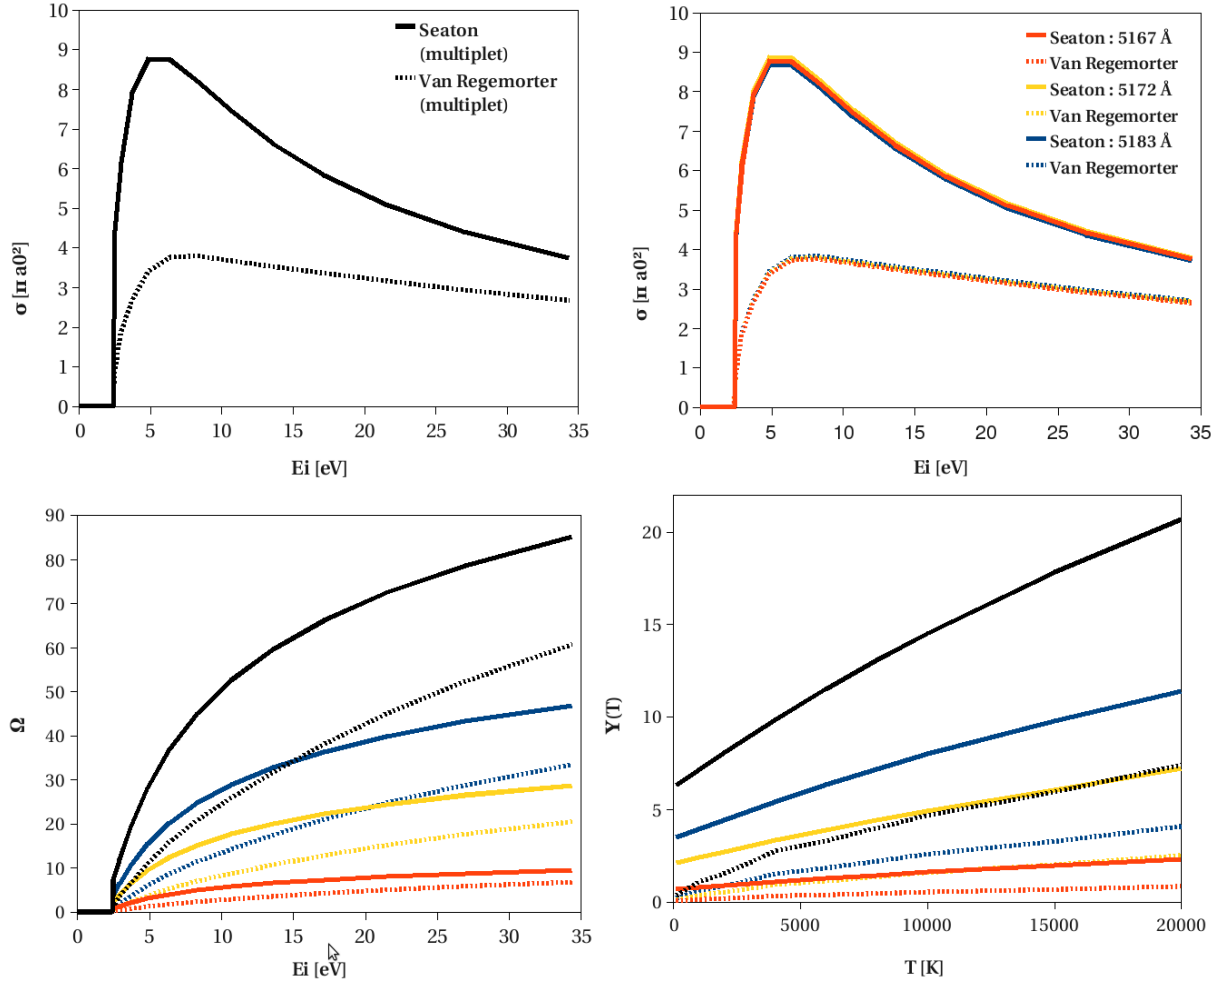 10
9
8
7
6
5
4
3
2
1
0
σ [π a0²]
0 5 10 15 20 25 30 35
Ei [eV]
Seaton
(multiplet)
Van Regemorter
(multiplet)
10
9
8
7
6
5
4
3
2
1
0
σ [π a0²]
0 5 10 15 20 25 30 35
Ei [eV]
Seaton : 5167 Å
Van Regemorter
Seaton : 5172 Å
Van Regemorter
Seaton : 5183 Å
Van Regemorter
90
80
70
60
50
40
30
20
10
0
Ω
0 5 10 15 20 25 30 35
Ei [eV]
20
15
10
5
0
Υ(T)
0 5000 10000 15000 20000
T [K]